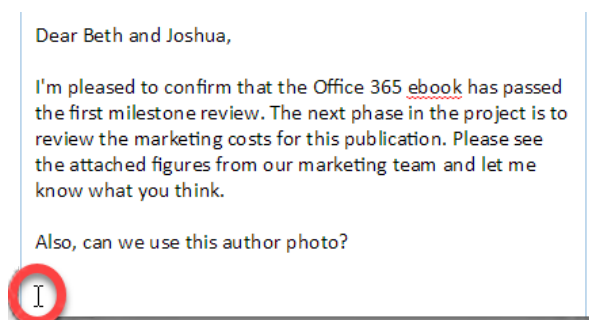 Dear Beth and Joshua,
I'm pleased to confirm that the Office 365 ebook has passed
the first milestone review. The next phase in the project is to
review the marketing costs for this publication. Please see
the attached figures from our marketing team and let me
know what you think.
Also, can we use this author photo?